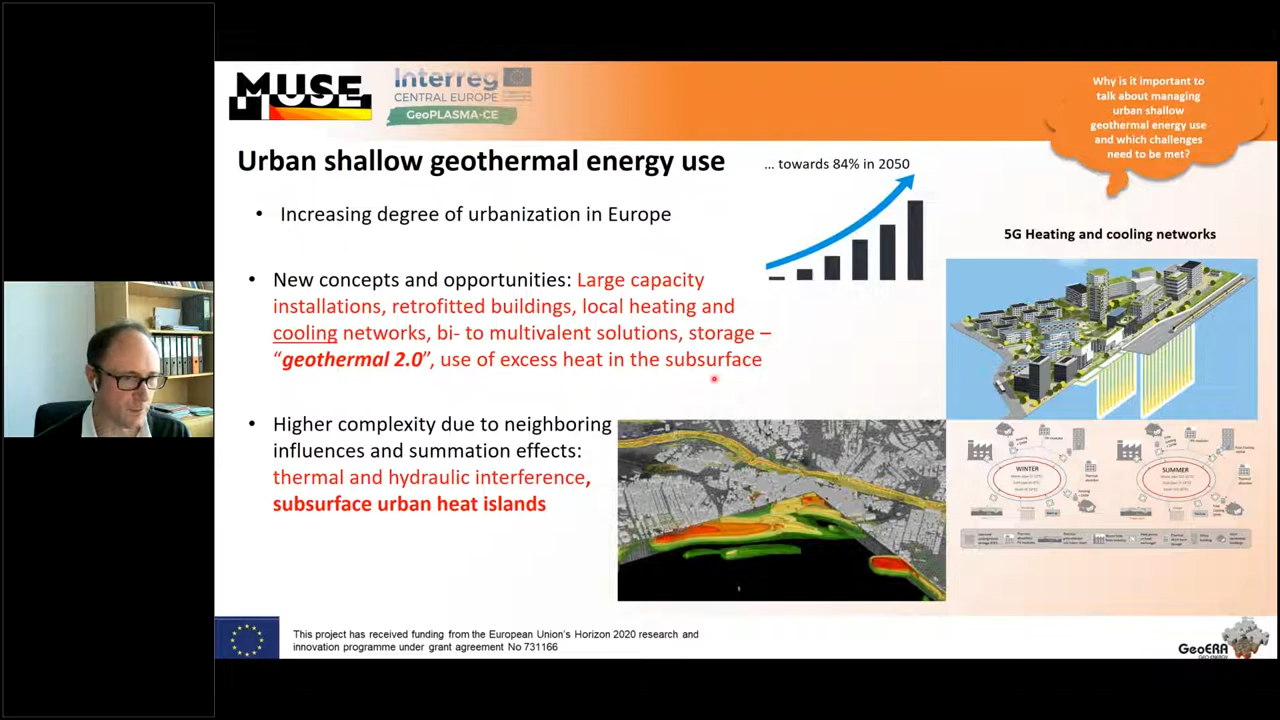 MUSE
Interreg
CENTRAL EUROPE
GeoPLASMA-CE
Why is it important to
talk about managing
urban shallow
geothermal energy use
and which challenges
need to be met?
Urban shallow geothermal energy use
... towards 84% in 2050
• Increasing degree of urbanization in Europe
5G Heating and cooling networks
• New concepts and opportunities: Large capacity
installations, retrofitted buildings, local heating and
cooling networks, bi- to multivalent solutions, storage –
“geothermal 2.0”, use of excess heat in the subsurface
• Higher complexity due to neighboring
influences and summation effects:
thermal and hydraulic interference,
subsurface urban heat islands
WINTER
SUMMER
This project has received funding from the European Union’s Horizon 2020 research and
innovation programme under grant agreement No 731166
GeoERA
GEO-ENERGY